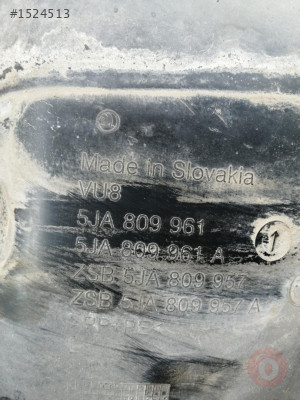 #1524513
Made in Slovakia
VU8
5JA 809 961
5JA 809 961 A
ZSB 5JA 809 957
ZSB 5JA 809 957 A